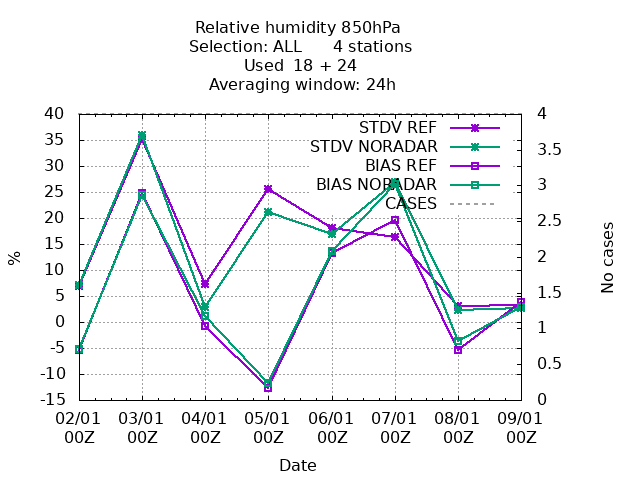 Relative humidity 850hPa
Selection: ALL 4 stations
Used 18 + 24
Averaging window: 24h
STDV REF
STDV NORADAR
BIAS REF
BIAS NORADAR
CASES
%
40
35
30
25
20
15
10
5
0
-5
-10
-15
No cases
4
3.5
3
2.5
2
1.5
1
0.5
0
02/01 03/01 04/01 05/01 06/01 07/01 08/01 09/01
00Z 00Z 00Z 00Z 00Z 00Z 00Z 00Z
Date